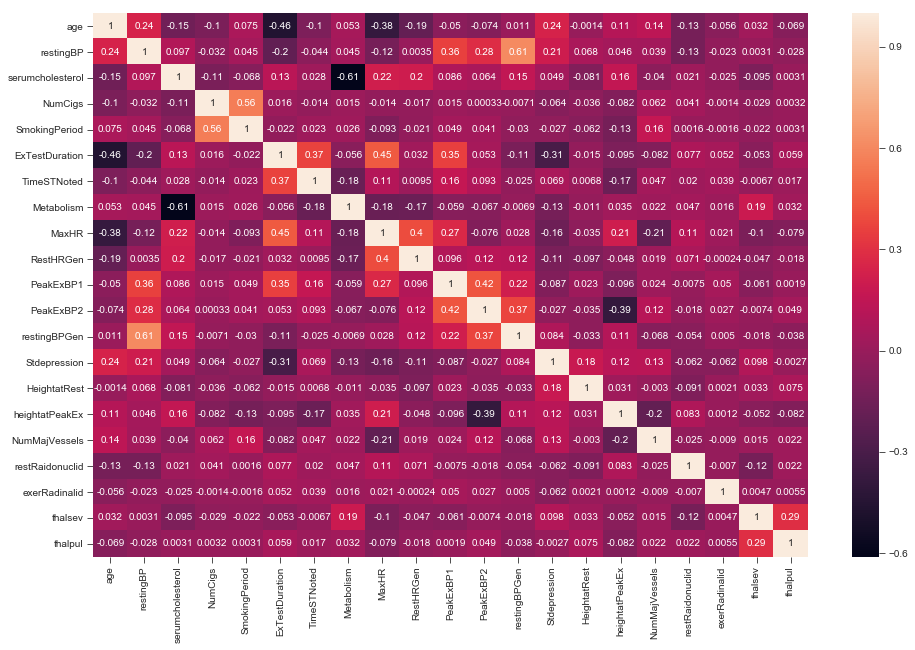 age 1 0.24 -0.15 -0.1 0.075 -0.46 -0.1 0.053 -0.38 -0.19 -0.05 -0.074 0.011 0.24 -0.0014 0.11 0.14 -0.13 -0.056 0.032 -0.069
restingBP 0.24 1 0.097 -0.032 0.045 -0.2 -0.044 0.045 -0.12 0.0035 0.36 0.28 0.61 0.21 0.068 0.046 0.039 -0.13 -0.023 0.0031 -0.028
serumcholesterol -0.15 0.097 1 -0.11 -0.068 0.13 0.028 -0.61 0.22 0.2 0.086 0.064 0.15 0.049 -0.081 0.16 -0.04 0.021 -0.025 -0.095 0.0031
NumCigs -0.1 -0.032 -0.11 1 0.56 0.016 -0.014 0.015 -0.014 -0.017 0.015 0.00033 -0.0071 -0.064 -0.036 -0.082 0.062 0.041 -0.0014 -0.029 0.0032
SmokingPeriod 0.075 0.045 -0.068 0.56 1 -0.022 0.023 0.026 -0.093 -0.021 0.049 0.041 -0.03 -0.027 -0.062 -0.13 0.16 0.0016 -0.0016 -0.022 0.0031
ExTestDuration -0.46 -0.2 0.13 0.016 -0.022 1 0.37 -0.056 0.45 0.032 0.35 0.053 -0.11 -0.31 -0.015 -0.095 -0.082 0.077 0.052 -0.053 0.059
TimeSTNoted -0.1 -0.044 0.028 -0.014 0.023 0.37 1 -0.18 0.11 0.0095 0.16 0.093 -0.025 0.069 0.0068 -0.17 0.047 0.02 0.039 -0.0067 0.017
Metabolism 0.053 0.045 -0.61 0.015 0.026 -0.056 -0.18 1 -0.18 -0.17 -0.059 -0.067 -0.0069 -0.13 -0.011 0.035 0.022 0.047 0.016 0.19 0.032
MaxHR -0.38 -0.12 0.22 -0.014 -0.093 0.45 0.11 -0.18 1 0.4 0.27 -0.076 0.028 -0.16 -0.035 0.21 -0.21 0.11 0.021 -0.1 -0.079
RestHRGen -0.19 0.0035 0.2 -0.017 -0.021 0.032 0.0095 -0.17 0.4 1 0.096 0.12 0.12 -0.11 -0.097 -0.048 0.019 0.071 -0.00024 -0.047 -0.018
PeakExBP1 -0.05 0.36 0.086 0.015 0.049 0.35 0.16 -0.059 0.27 0.096 1 0.42 0.22 -0.087 0.023 -0.096 0.024 -0.0075 0.05 -0.061 0.0019
PeakExBP2 -0.074 0.28 0.064 0.00033 0.041 0.053 0.093 -0.067 -0.076 0.12 0.42 1 0.37 -0.027 -0.035 -0.39 0.12 -0.018 0.027 -0.0074 0.049
restingBPGen 0.011 0.61 0.15 -0.0071 -0.03 -0.11 -0.025 -0.0069 0.028 0.12 0.22 0.37 1 0.084 -0.033 0.11 -0.068 -0.054 0.005 -0.018 -0.038
Stdepression 0.24 0.21 0.049 -0.064 -0.027 -0.31 0.069 -0.13 -0.16 -0.11 -0.087 -0.027 0.084 1 0.18 0.12 0.13 -0.062 -0.062 0.098 -0.0027
HeightatRest -0.0014 0.068 -0.081 -0.036 -0.062 -0.015 0.0068 -0.011 -0.035 -0.097 0.023 -0.035 -0.033 0.18 1 0.031 -0.003 -0.091 0.0021 0.033 0.075
heightatPeakEx 0.11 0.046 0.16 -0.082 -0.13 -0.095 -0.17 0.035 0.21 -0.048 -0.096 -0.39 0.11 0.12 0.031 1 -0.2 0.083 0.0012 -0.052 -0.082
NumMajVessels 0.14 0.039 -0.04 0.062 0.16 -0.082 0.047 0.022 -0.21 0.019 0.024 0.12 -0.068 0.13 -0.003 -0.2 1 -0.025 -0.009 0.015 0.022
restRaidonuclid -0.13 -0.13 0.021 0.041 0.0016 0.077 0.02 0.047 0.11 0.071 -0.0075 -0.018 -0.054 -0.062 -0.091 0.083 -0.025 1 -0.007 -0.12 0.022
exerRadinalid -0.056 -0.023 -0.025 -0.0014 -0.0016 0.052 0.039 0.016 0.021 -0.00024 0.05 0.027 0.005 -0.062 0.0021 0.0012 -0.009 -0.007 1 0.0047 0.0055
thalsev 0.032 0.0031 -0.095 -0.029 -0.022 -0.053 -0.0067 0.19 -0.1 -0.047 -0.061 -0.0074 -0.018 0.098 0.033 -0.052 0.015 -0.12 0.0047 1 0.29
thalpul -0.069 -0.028 0.0031 0.0032 0.0031 0.059 0.017 0.032 -0.079 -0.018 0.0019 0.049 -0.038 -0.0027 0.075 -0.082 0.022 0.022 0.0055 0.29 1
age restingBP serumcholesterol NumCigs SmokingPeriod ExTestDuration TimeSTNoted Metabolism MaxHR RestHRGen PeakExBP1 PeakExBP2 restingBPGen Stdepression HeightatRest heightatPeakEx NumMajVessels restRaidonuclid exerRadinalid thalsev thalpul
0.9
0.6
0.3
0.0
-0.3
-0.6